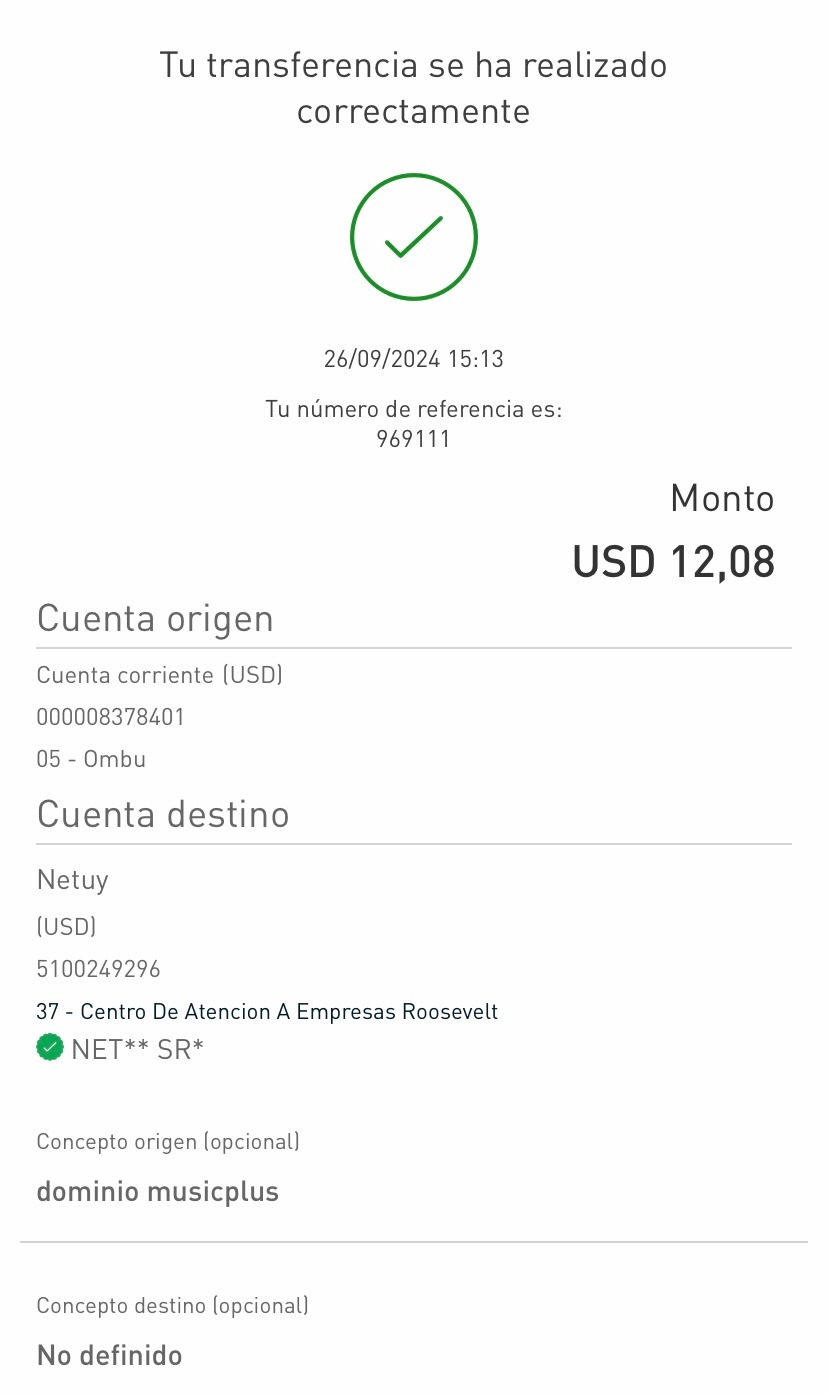 Tu transferencia se ha realizado
correctamente
26/09/2024 15:13
Tu número de referencia es:
969111
Monto
USD 12,08
Cuenta origen
Cuenta corriente (USD)
000008378401
05 - Ombu
Cuenta destino
Netuy
(USD)
5100249296
37 - Centro De Atencion A Empresas Roosevelt
NET** SR*
Concepto origen (opcional)
dominio musicplus
Concepto destino (opcional)
No definido